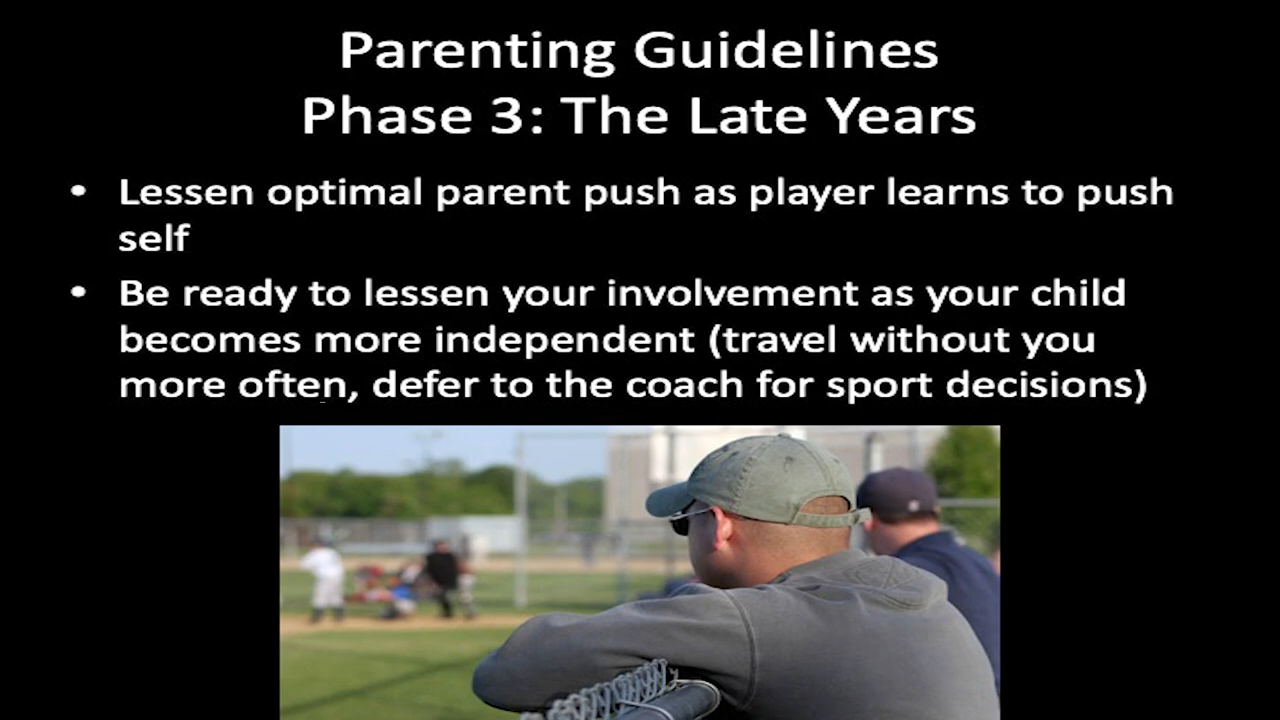 Parenting Guidelines
Phase 3: The Late Years
• Lessen optimal parent push as player learns to push
self
• Be ready to lessen your involvement as your child
becomes more independent (travel without you
more often, defer to the coach for sport decisions)